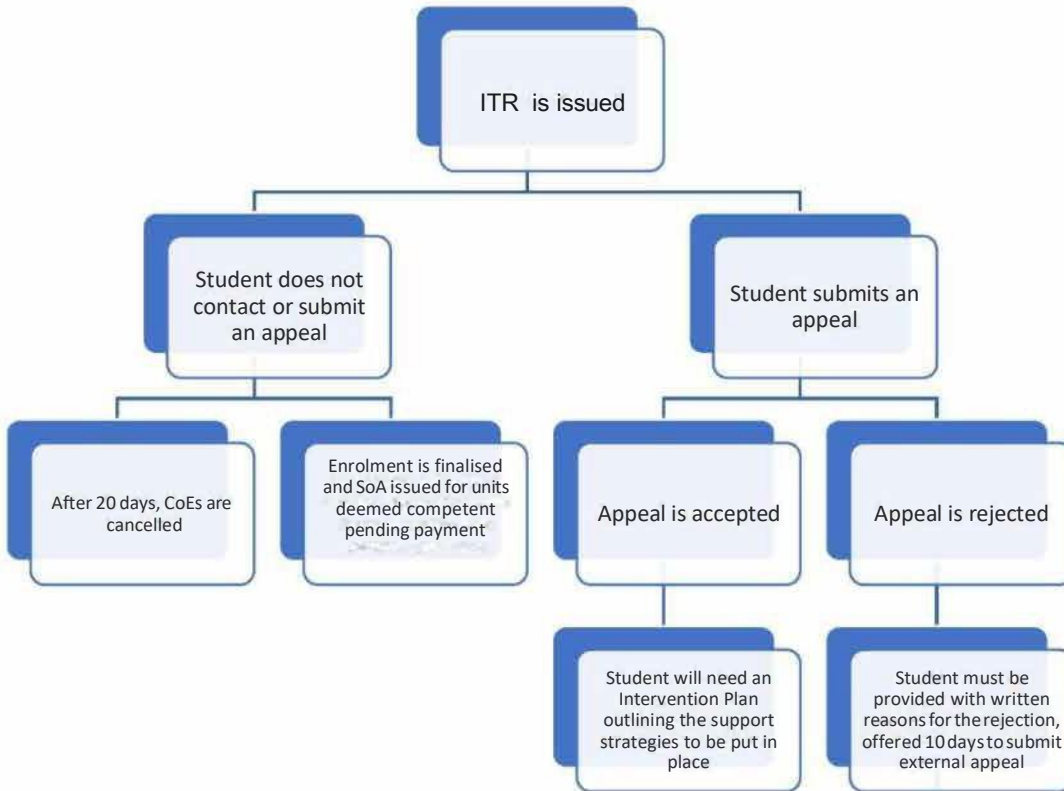 ITR is issued
Student does not
contact or submit
an appeal
Student submits an
appeal
After 20 days, CoEs are
cancelled
Enrolment is finalised
and SoA issued for units
deemed competent
pending payment
Appeal is accepted
Appeal is rejected
Student will need an
Intervention Plan
outlining the support
strategies to be put in
place
Student must be
provided with written
reasons for the rejection,
offered 10 days to submit
external appeal